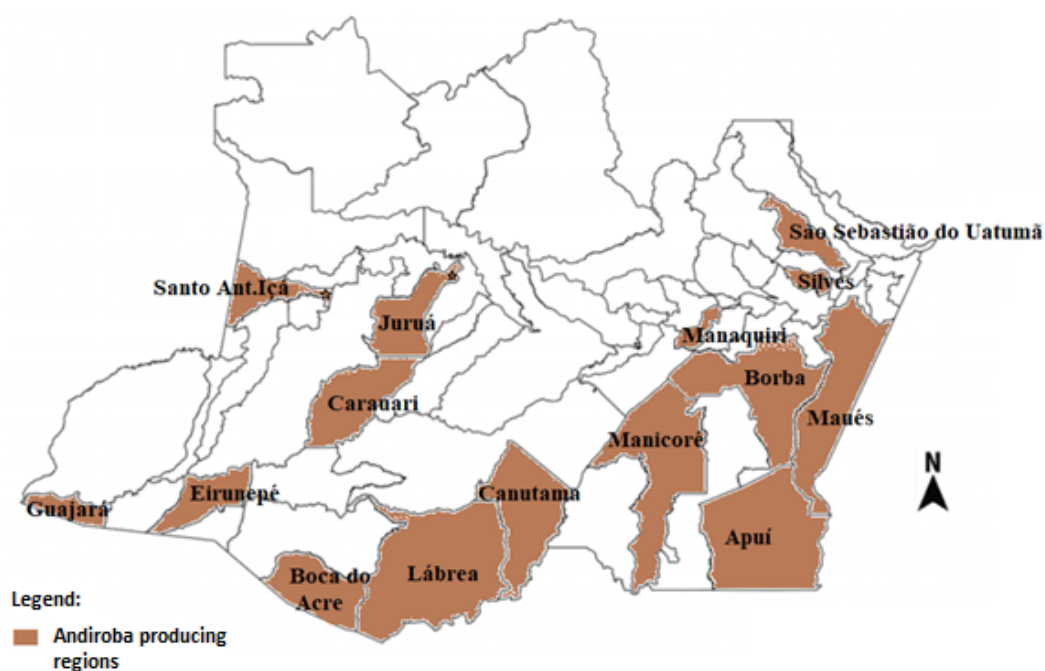 São Sebastião do Uatumã
Silves
Santo Ant.Içá
Juruá
Manaquiri
Borba
Carauari
Maués
Manicorê
Canutama
Eirunepé
Guajará
Apuí
Lábrea
Boca do
Acre
N
Legend:
Andiroba producing
regions